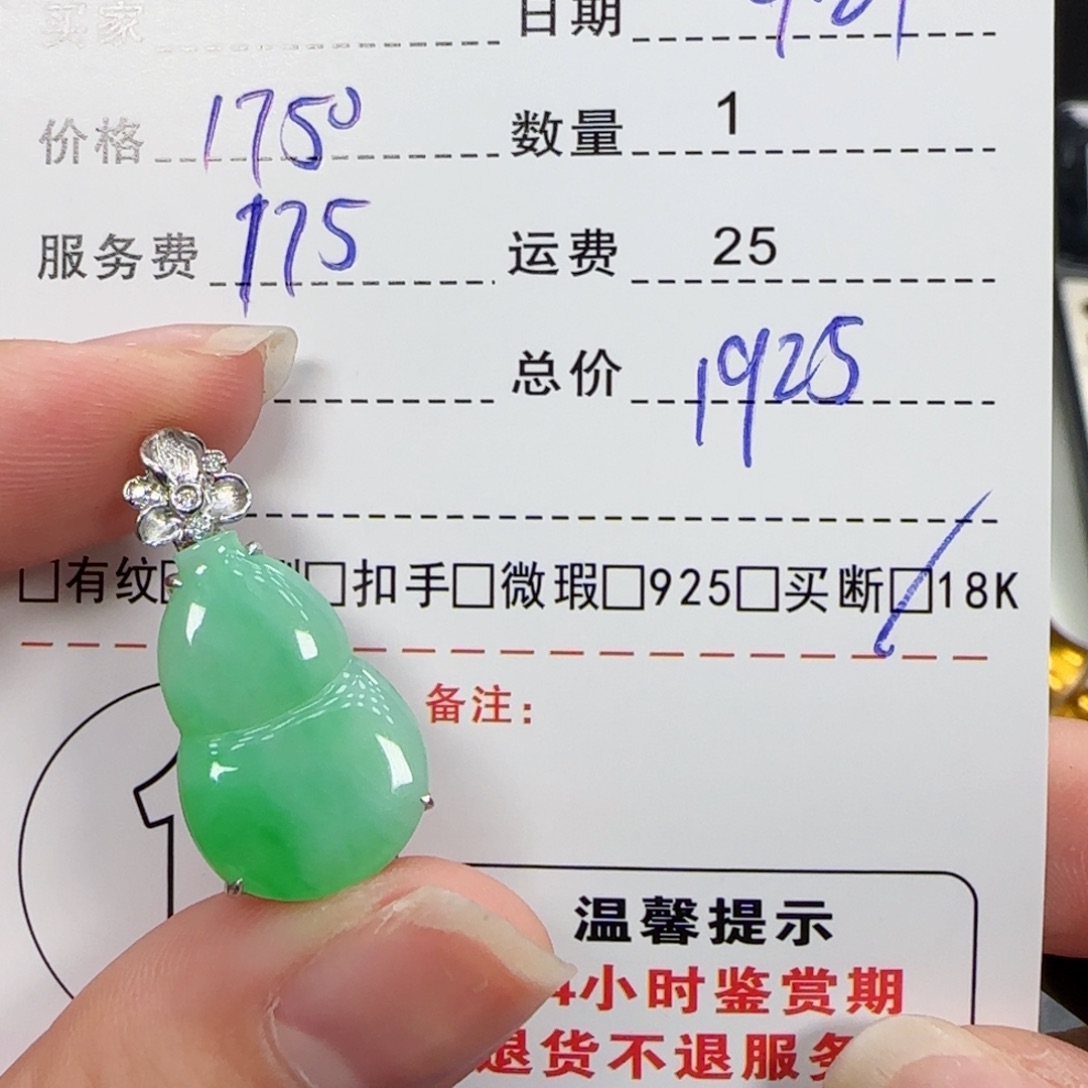 买家 日期
价格 1750 数量 1
服务费 175 运费 25
总价 1925
□有纹 □扣手□微瑕□925□买断□18K
备注：
1
温馨提示
4小时鉴赏期
退货不退服务